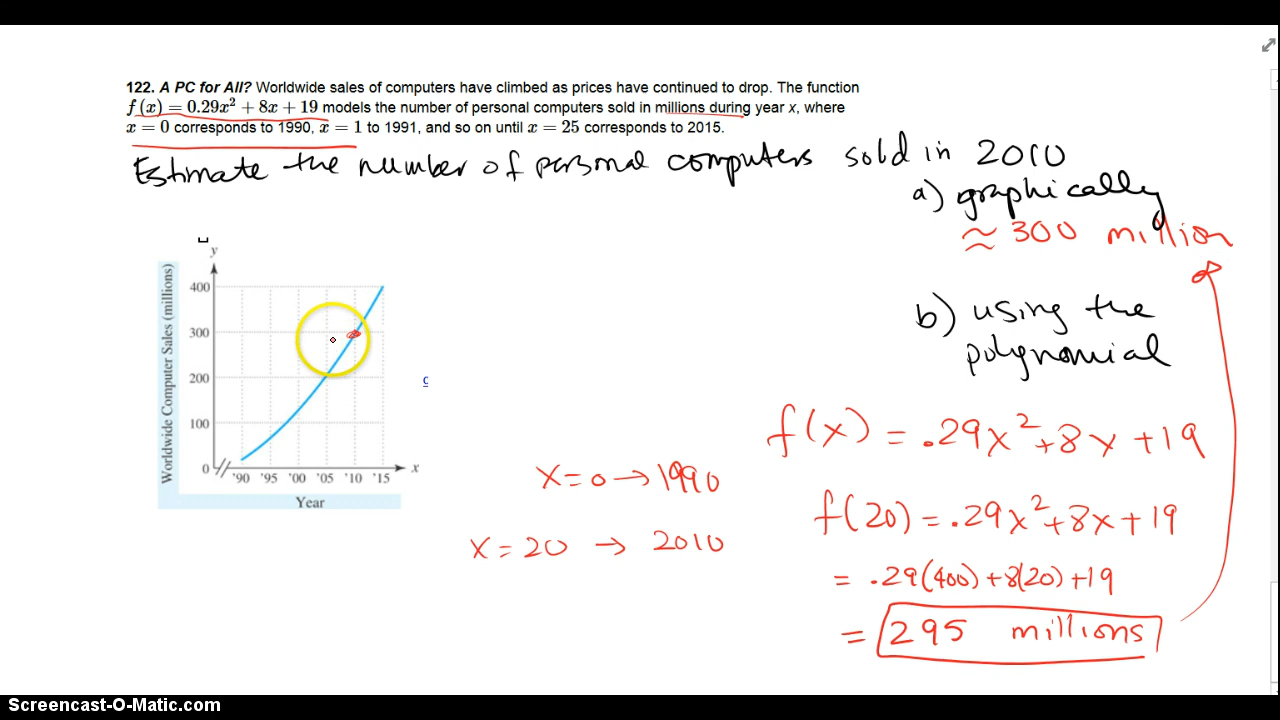 122. A PC for All? Worldwide sales of computers have climbed as prices have continued to drop. The function
f(x) = 0.29x² + 8x + 19 models the number of personal computers sold in millions during year x, where
x = 0 corresponds to 1990, x = 1 to 1991, and so on until x = 25 corresponds to 2015.
Estimate the number of personal computers sold in 2010
a) graphically
≈ 300 million
b) using the
polynomial
y
Worldwide Computer Sales (millions)
400
300
200
100
0
'90 '95 '00 '05 '10 '15 x
Year
x=0 → 1990
x = 20 → 2010
f(x) = .29x² + 8x + 19
f(20) = .29x² + 8x + 19
= .29(400) + 8(20) + 19
= 295 millions
Screencast-O-Matic.com